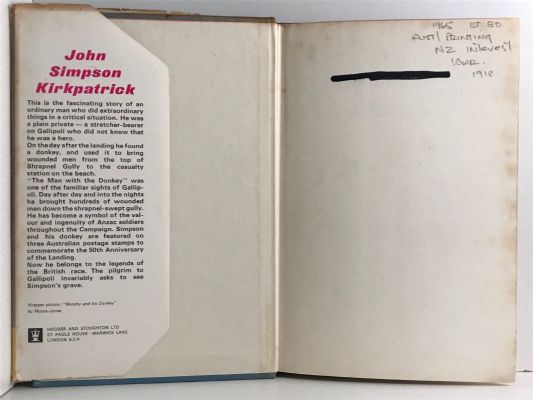 John
Simpson
Kirkpatrick
This is the fascinating story of an
ordinary man who did extraordinary
things in a critical situation. He was
a plain private — a stretcher-bearer
on Gallipoli who did not know that
he was a hero.
On the day after the landing he found
a donkey, and used it to bring
wounded men from the top of
Shrapnel Gully to the casualty
station on the beach.
"The Man with the Donkey" was
one of the familiar sights of Gallip-
oli. Day after day and into the nights
he brought hundreds of wounded
men down the shrapnel-swept gully.
He has become a symbol of the val-
our and ingenuity of Anzac soldiers
throughout the Campaign. Simpson
and his donkey are featured on
three Australian postage stamps to
commemorate the 50th Anniversary
of the Landing.
Now he belongs to the legends of
the British race. The pilgrim to
Gallipoli invariably asks to see
Simpson's grave.
Wrapper picture: "Murphy and his Donkey"
By Moore-Jones
HODDER AND STOUGHTON LTD
ST. PAULS HOUSE · WARWICK LANE
LONDON E.C.4
1965 1ST ED
PRINTING
NZ Interest
1918